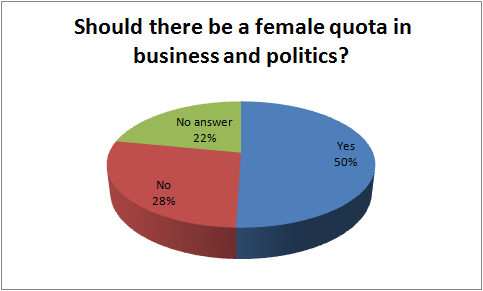 Should there be a female quota in
business and politics?
No answer
22%
Yes
50%
No
28%